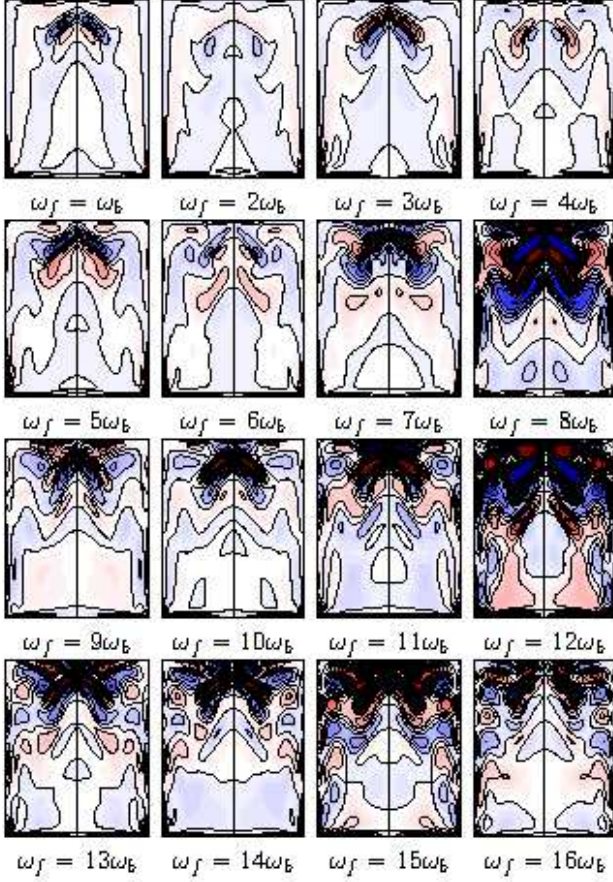 ω_f = ω_b ω_f = 2ω_b ω_f = 3ω_b ω_f = 4ω_b
ω_f = 5ω_b ω_f = 6ω_b ω_f = 7ω_b ω_f = 8ω_b
ω_f = 9ω_b ω_f = 10ω_b ω_f = 11ω_b ω_f = 12ω_b
ω_f = 13ω_b ω_f = 14ω_b ω_f = 15ω_b ω_f = 16ω_b